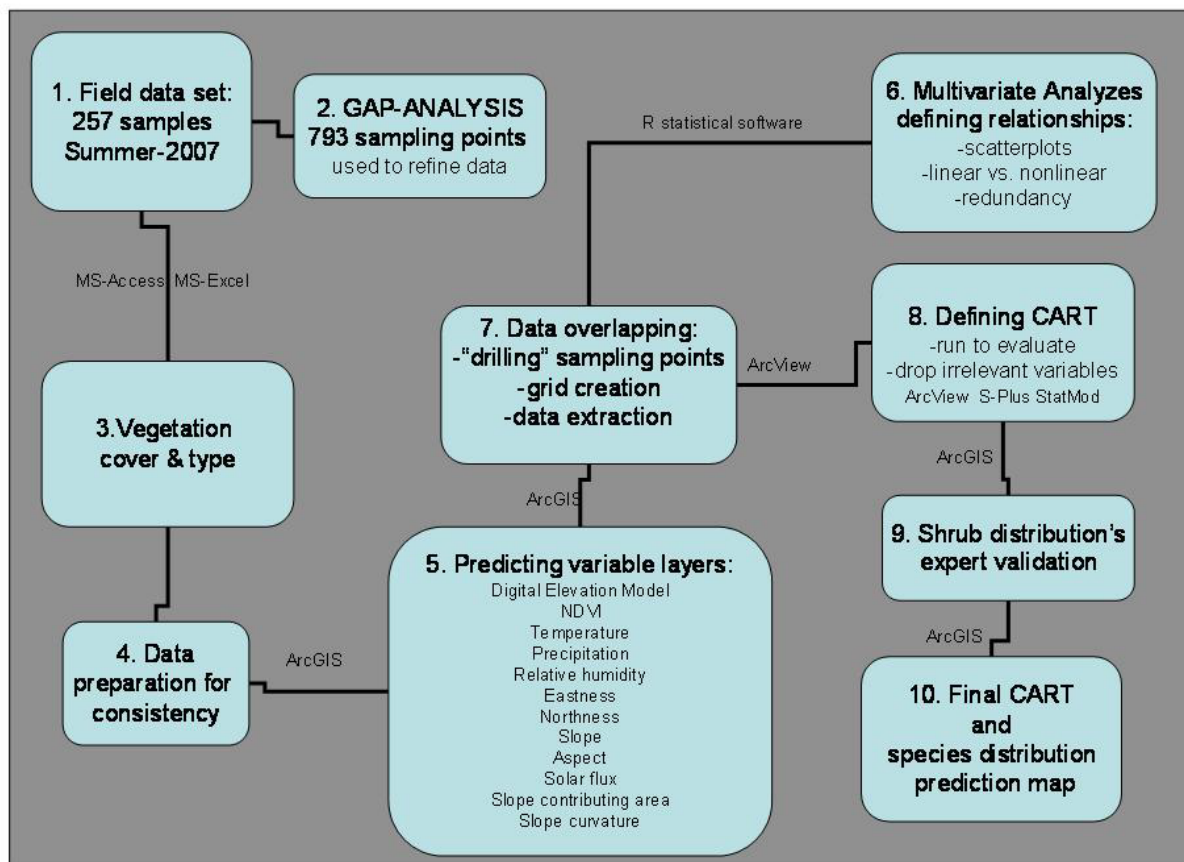 1. Field data set:
257 samples
Summer-2007
2. GAP-ANALYSIS
793 sampling points
used to refine data
MS-Access MS-Excel
3.Vegetation
cover & type
4. Data
preparation for
consistency
ArcGIS
5. Predicting variable layers:
Digital Elevation Model
NDVI
Temperature
Precipitation
Relative humidity
Eastness
Northness
Slope
Aspect
Solar flux
Slope contributing area
Slope curvature
R statistical software
6. Multivariate Analyzes
defining relationships:
-scatterplots
-linear vs. nonlinear
-redundancy
7. Data overlapping:
-“drilling” sampling points
-grid creation
-data extraction
ArcGIS
ArcView
8. Defining CART
-run to evaluate
-drop irrelevant variables
ArcView S-Plus StatMod
ArcGIS
9. Shrub distribution’s
expert validation
ArcGIS
10. Final CART
and
species distribution
prediction map